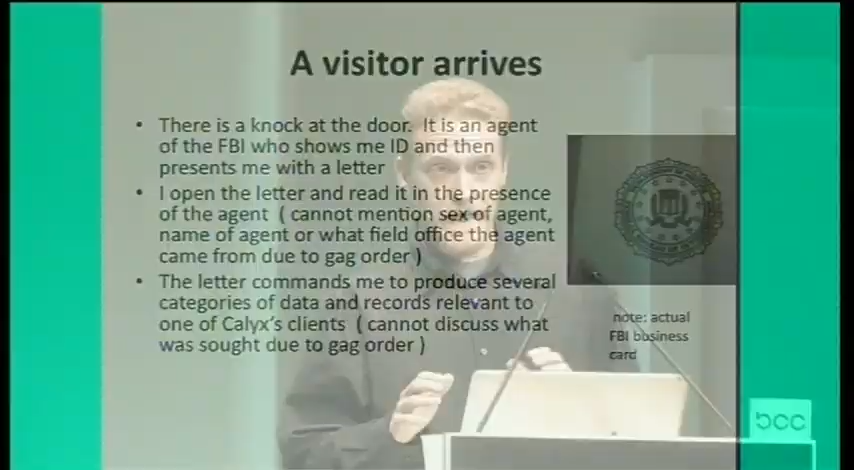 A visitor arrives
• There is a knock at the door.  It is an agent
of the FBI who shows me ID and then
presents me with a letter
• I open the letter and read it in the presence
of the agent  ( cannot mention sex of agent,
name of agent or what field office the agent
came from due to gag order )
• The letter commands me to produce several
categories of data and records relevant to
one of Calyx's clients  ( cannot discuss what
was sought due to gag order )
note: actual
FBI business
card
bcc